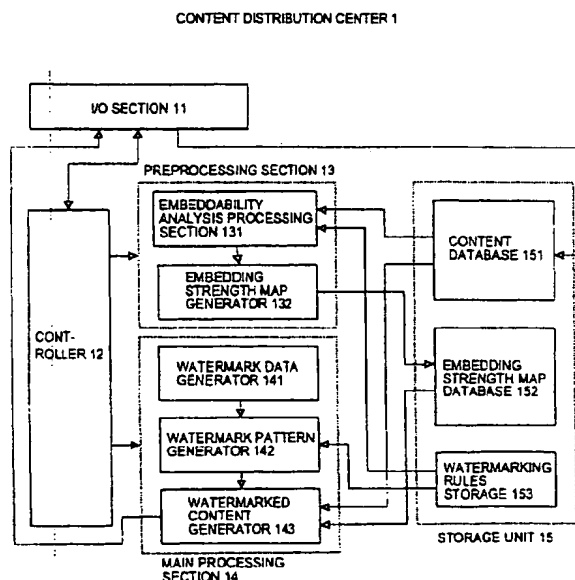 CONTENT DISTRIBUTION CENTER 1
I/O SECTION 11
PREPROCESSING SECTION 13
EMBEDDABILITY
ANALYSIS PROCESSING
SECTION 131
EMBEDDING
STRENGTH MAP
GENERATOR 132
CONT-
ROLLER 12
WATERMARK DATA
GENERATOR 141
WATERMARK PATTERN
GENERATOR 142
WATERMARKED
CONTENT
GENERATOR 143
MAIN PROCESSING
SECTION 14
CONTENT
DATABASE 151
EMBEDDING
STRENGTH MAP
DATABASE 152
WATERMARKING
RULES
STORAGE 153
STORAGE UNIT 15